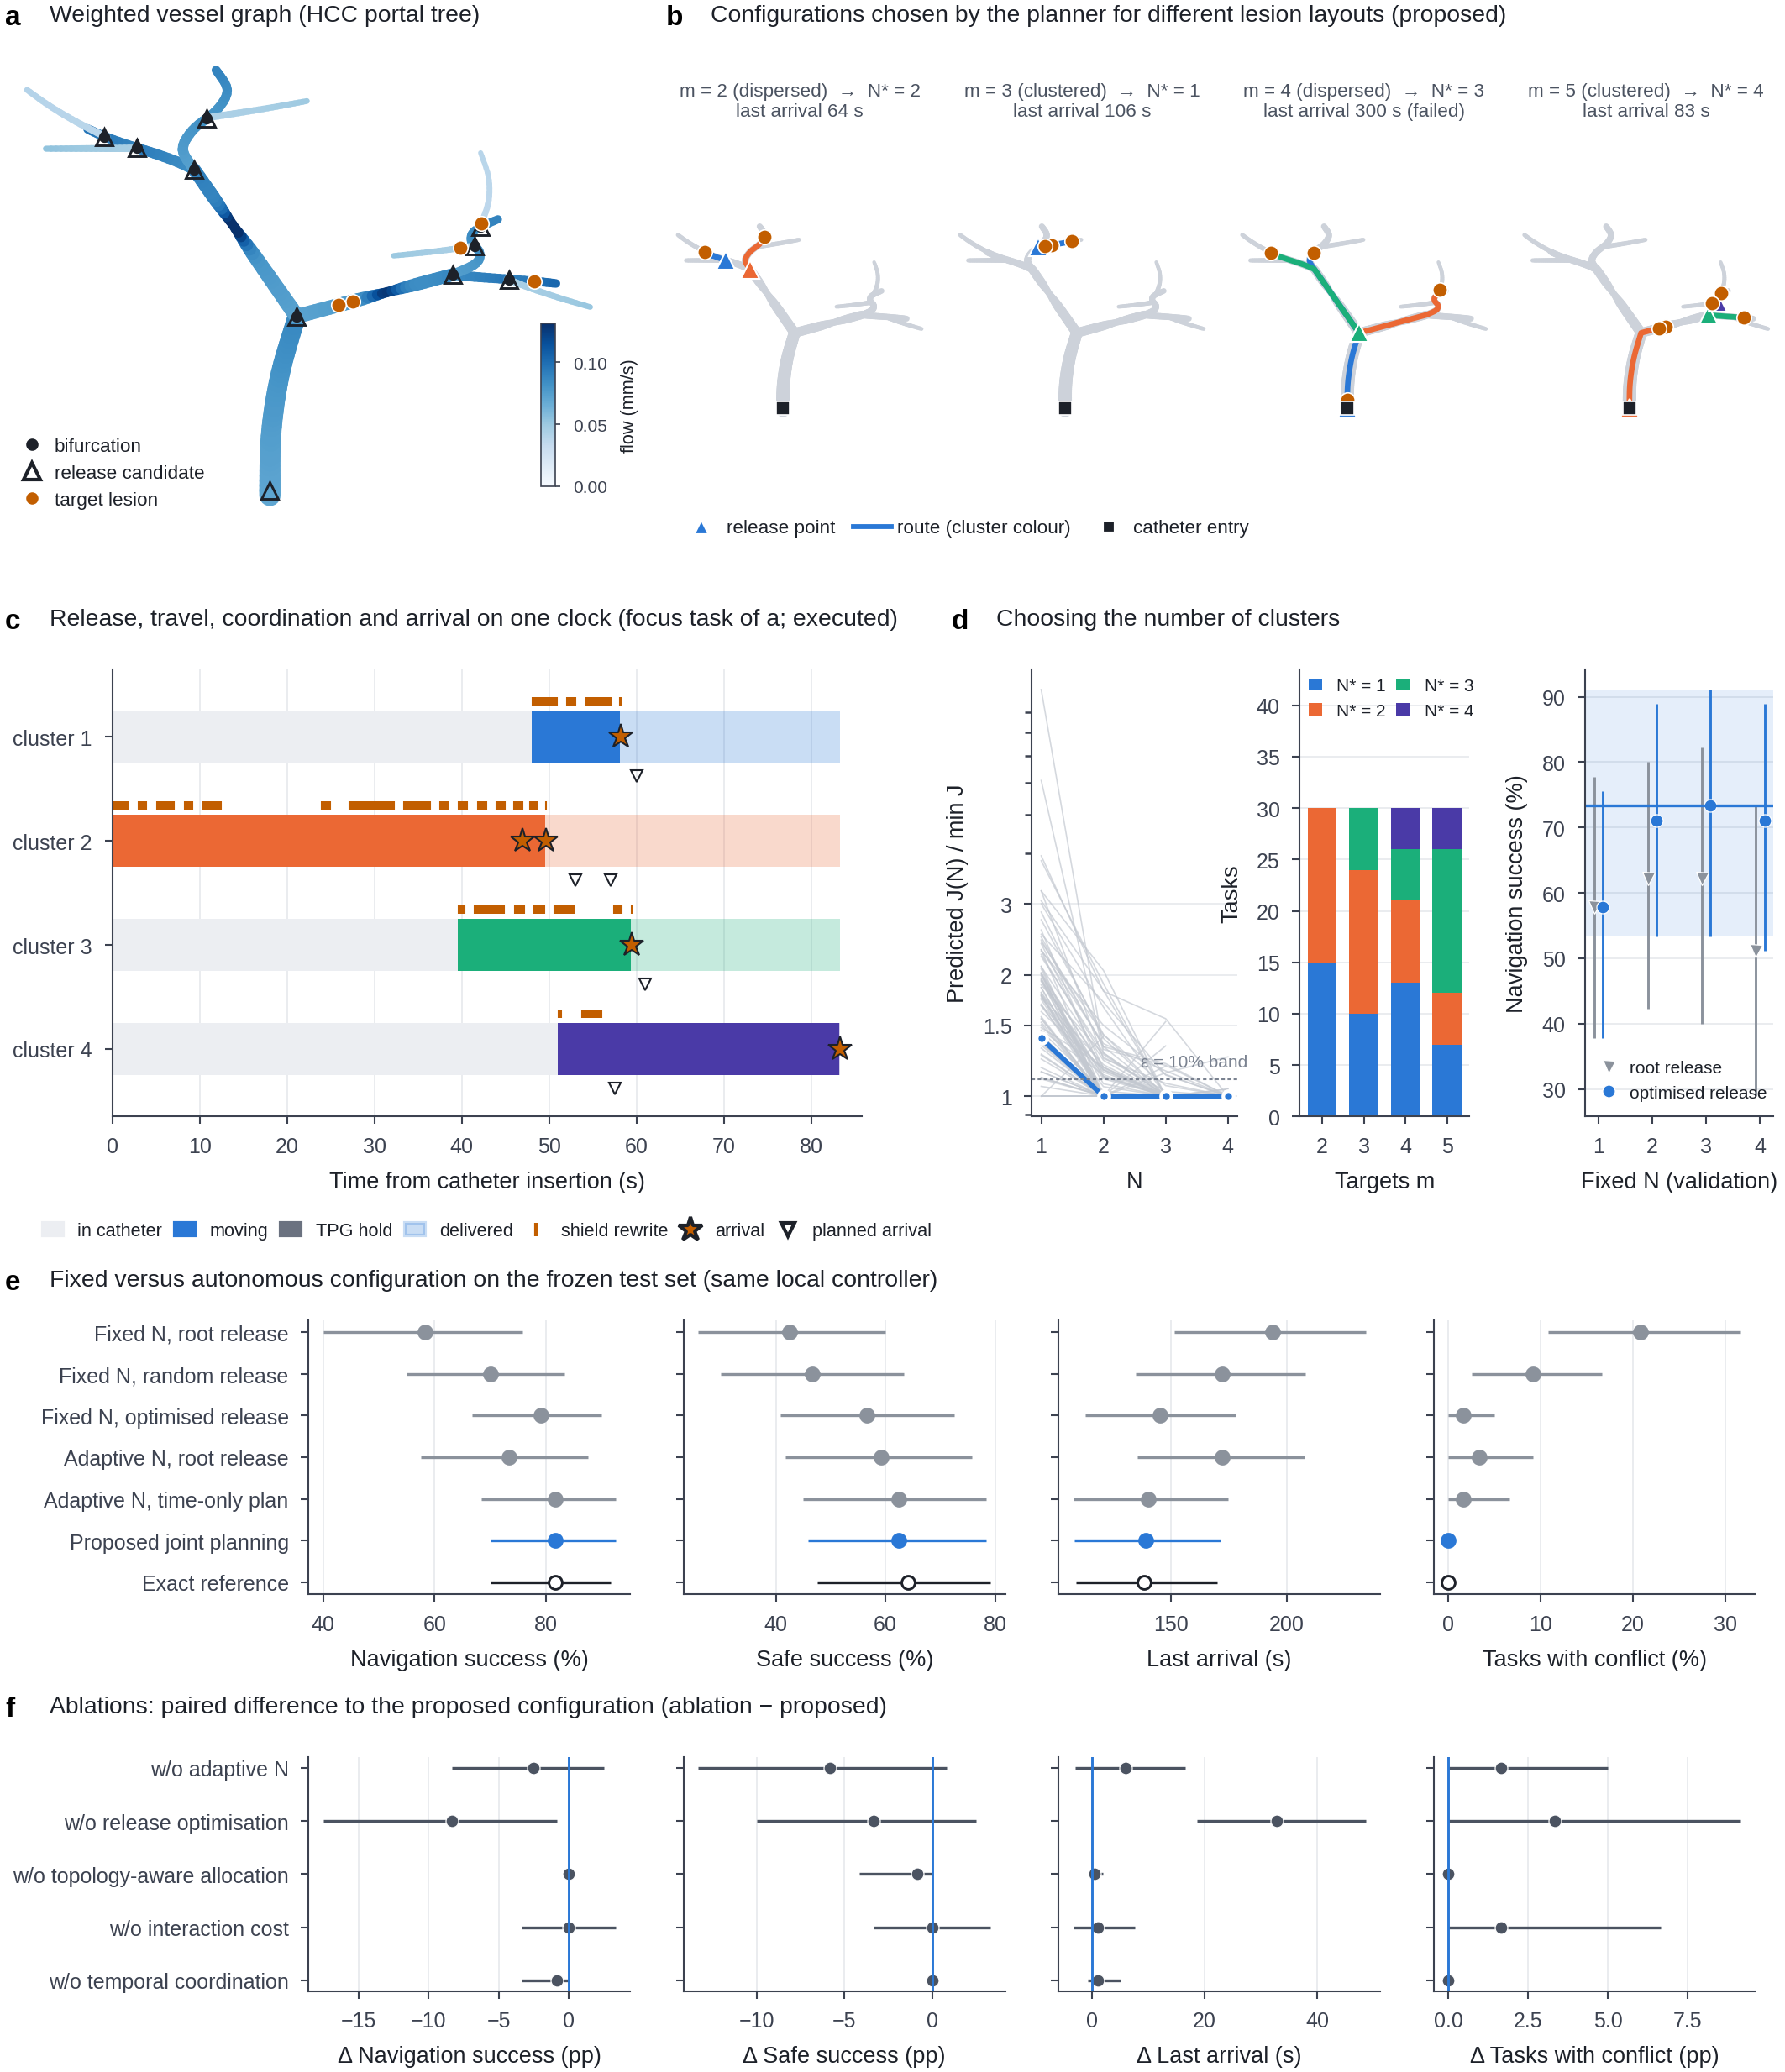 a Weighted vessel graph (HCC portal tree)
0.10
0.05
0.00
flow (mm/s)
bifurcation
release candidate
target lesion
b Configurations chosen by the planner for different lesion layouts (proposed)
m = 2 (dispersed) → N* = 2
last arrival 64 s
m = 3 (clustered) → N* = 1
last arrival 106 s
m = 4 (dispersed) → N* = 3
last arrival 300 s (failed)
m = 5 (clustered) → N* = 4
last arrival 83 s
release point
route (cluster colour)
catheter entry
c Release, travel, coordination and arrival on one clock (focus task of a; executed)
cluster 1
cluster 2
cluster 3
cluster 4
0 10 20 30 40 50 60 70 80
Time from catheter insertion (s)
in catheter
moving
TPG hold
delivered
shield rewrite
arrival
planned arrival
d Choosing the number of clusters
Predicted J(N) / min J
3
2
1.5
1
ε = 10% band
1 2 3 4
N
Tasks
40
35
30
25
20
15
10
5
0
N* = 1
N* = 2
N* = 3
N* = 4
2 3 4 5
Targets m
Navigation success (%)
90
80
70
60
50
40
30
root release
optimised release
1 2 3 4
Fixed N (validation)
e Fixed versus autonomous configuration on the frozen test set (same local controller)
Fixed N, root release
Fixed N, random release
Fixed N, optimised release
Adaptive N, root release
Adaptive N, time-only plan
Proposed joint planning
Exact reference
40 60 80
Navigation success (%)
40 60 80
Safe success (%)
150 200
Last arrival (s)
0 10 20 30
Tasks with conflict (%)
f Ablations: paired difference to the proposed configuration (ablation − proposed)
w/o adaptive N
w/o release optimisation
w/o topology-aware allocation
w/o interaction cost
w/o temporal coordination
−15 −10 −5 0
Δ Navigation success (pp)
−10 −5 0
Δ Safe success (pp)
0 20 40
Δ Last arrival (s)
0.0 2.5 5.0 7.5
Δ Tasks with conflict (pp)